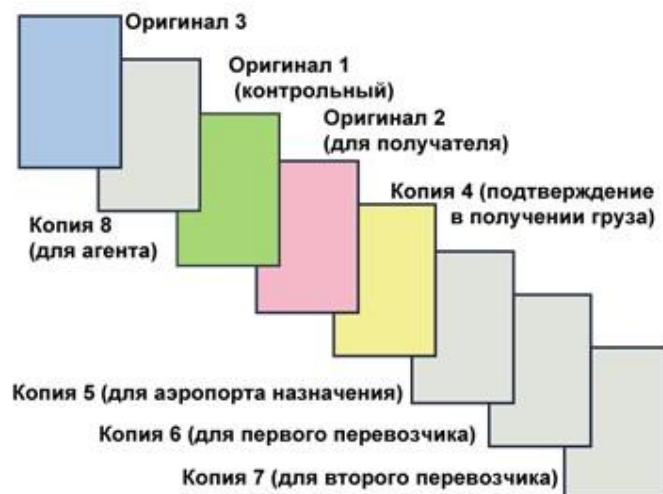 Оригинал 3
Оригинал 1
(контрольный)
Оригинал 2
(для получателя)
Копия 4 (подтверждение
в получении груза)
Копия 8
(для агента)
Копия 5 (для аэропорта назначения)
Копия 6 (для первого перевозчика)
Копия 7 (для второго перевозчика)